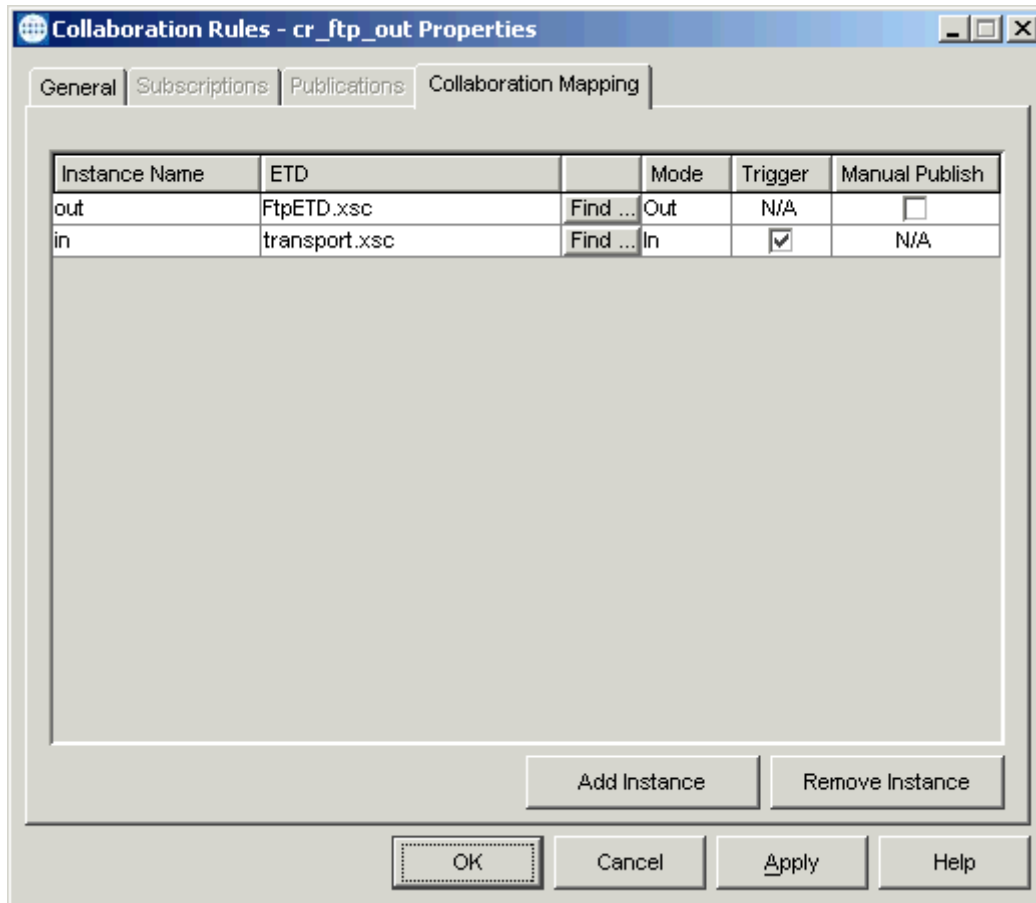 Collaboration Rules - cr_ftp_out Properties
General Subscriptions Publications Collaboration Mapping
Instance Name ETD Mode Trigger Manual Publish
out FtpETD.xsc Find ... Out N/A
in transport.xsc Find ... In N/A
Add Instance Remove Instance
OK Cancel Apply Help